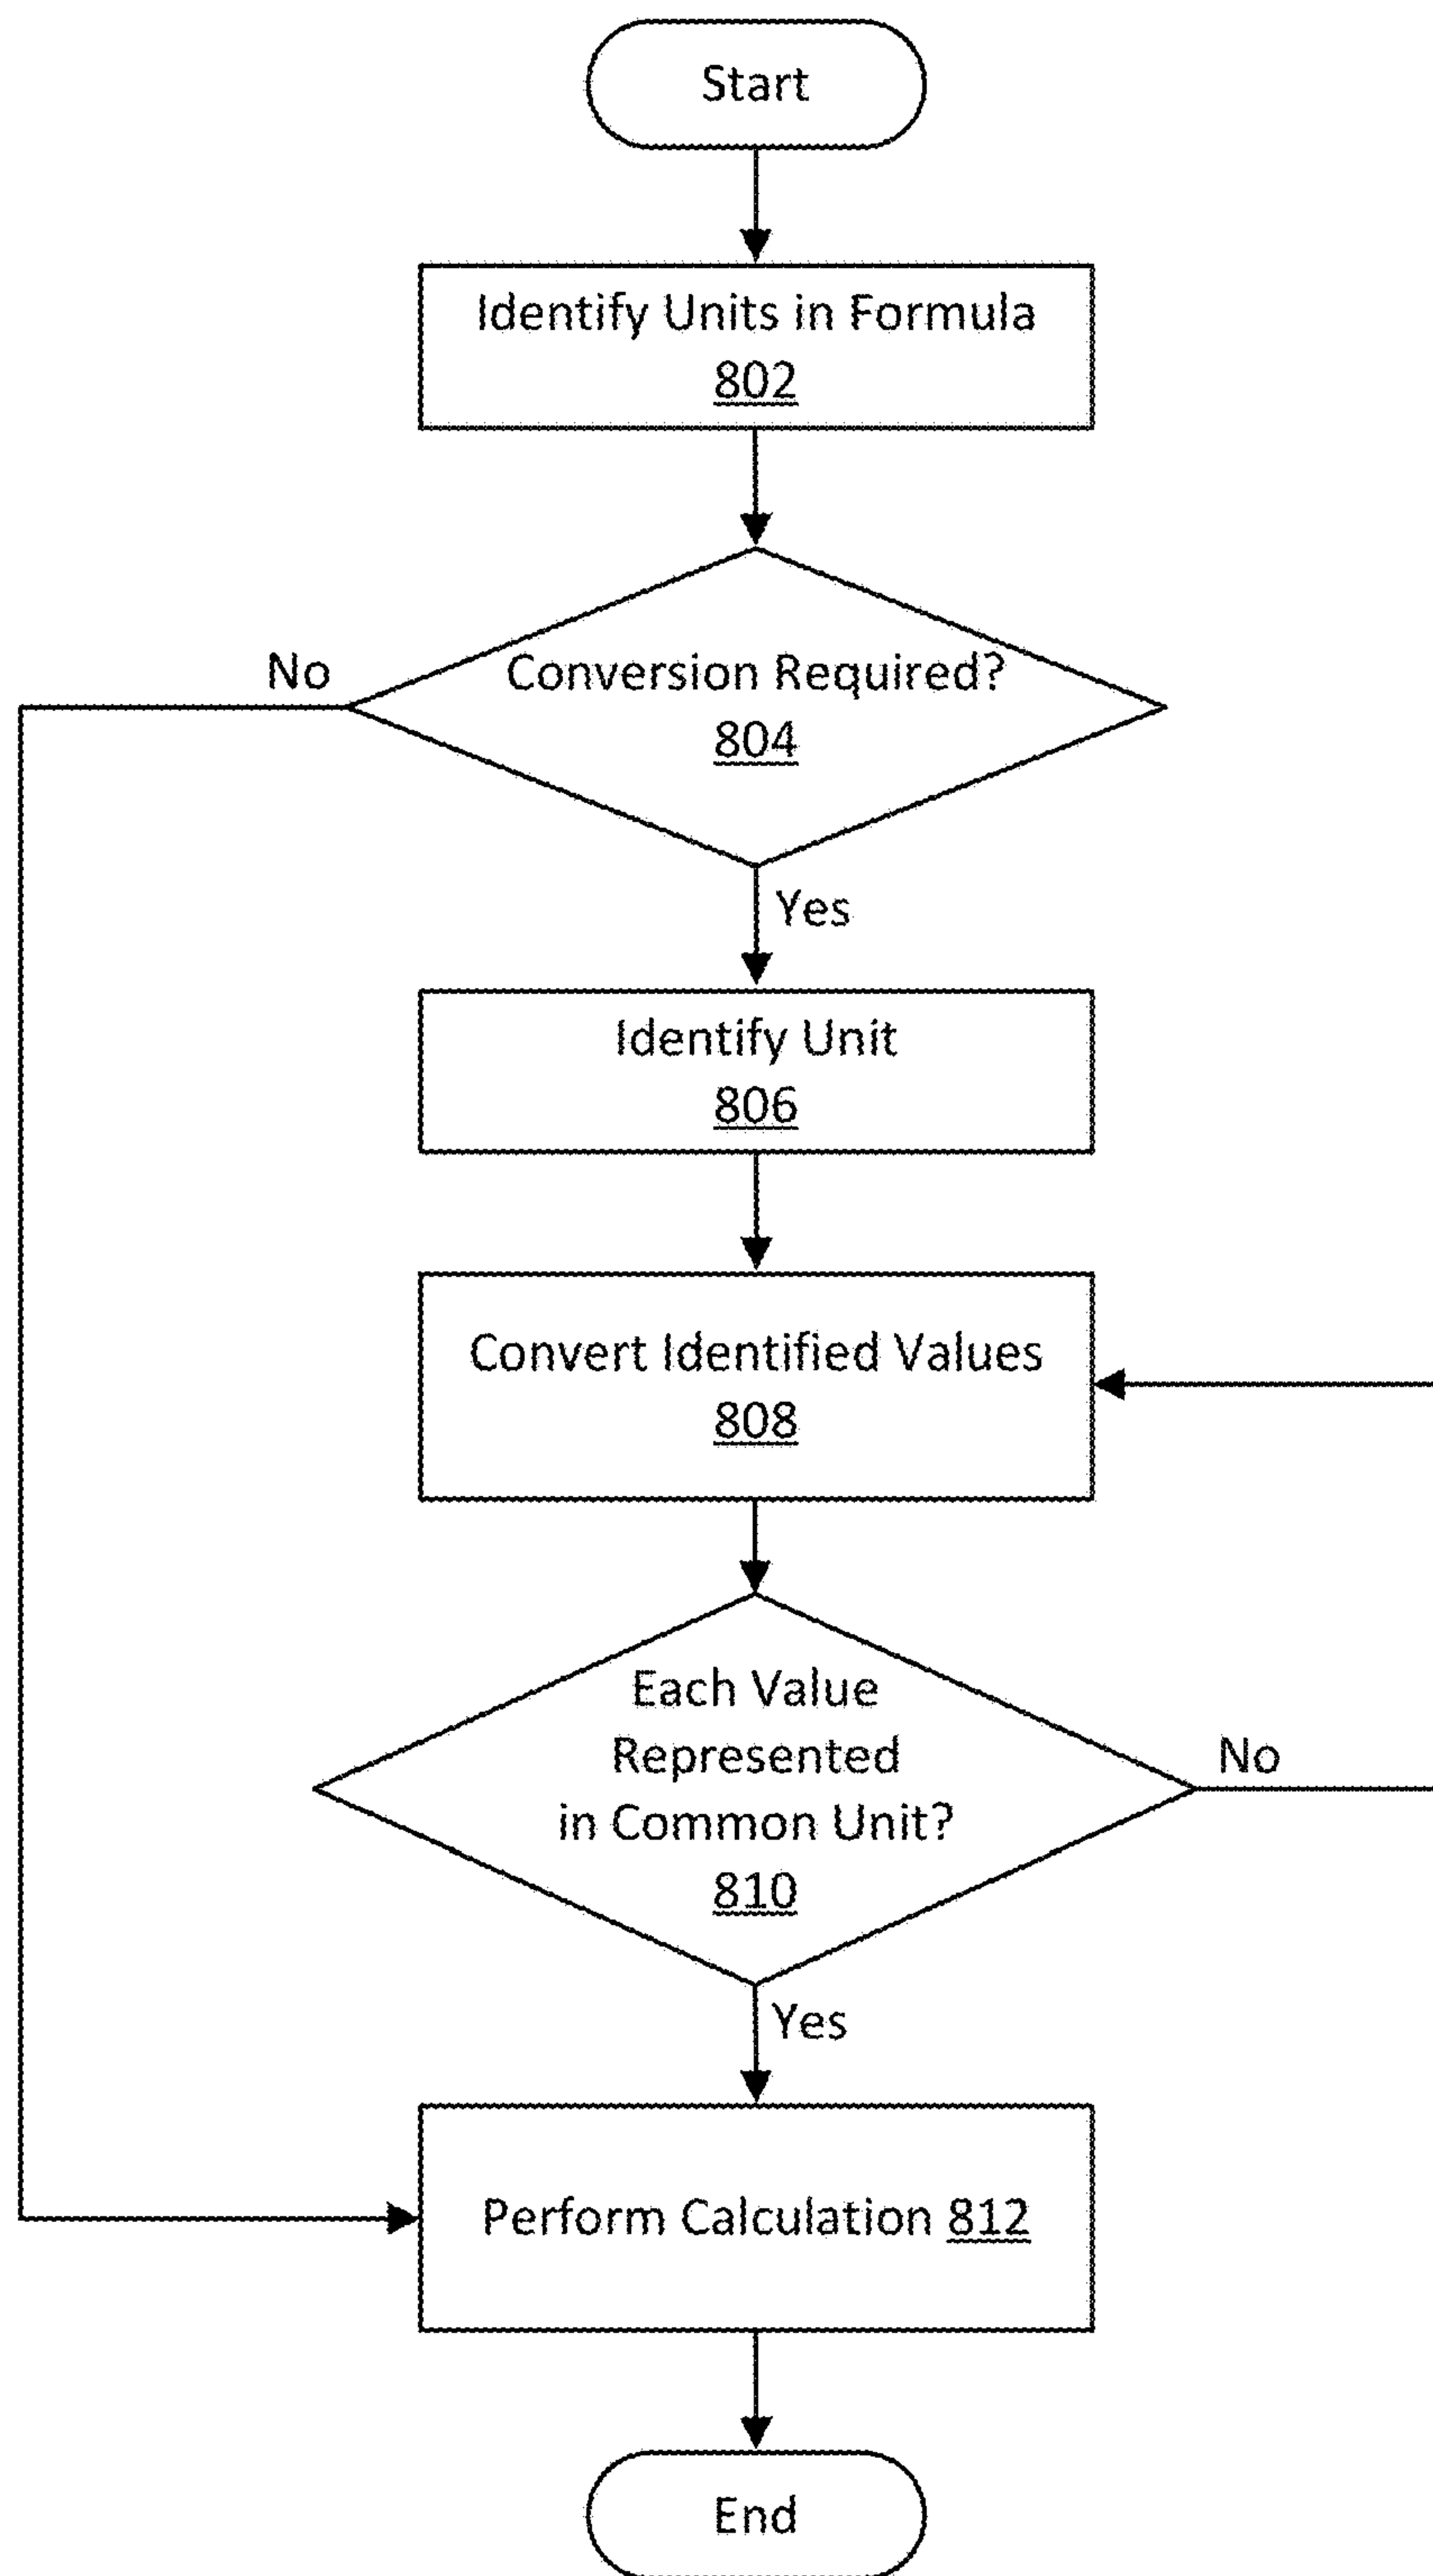 Start
Identify Units in Formula
802
No
Conversion Required?
804
Yes
Identify Unit
806
Convert Identified Values
808
Each Value
Represented
in Common Unit?
810
No
Yes
Perform Calculation 812
End